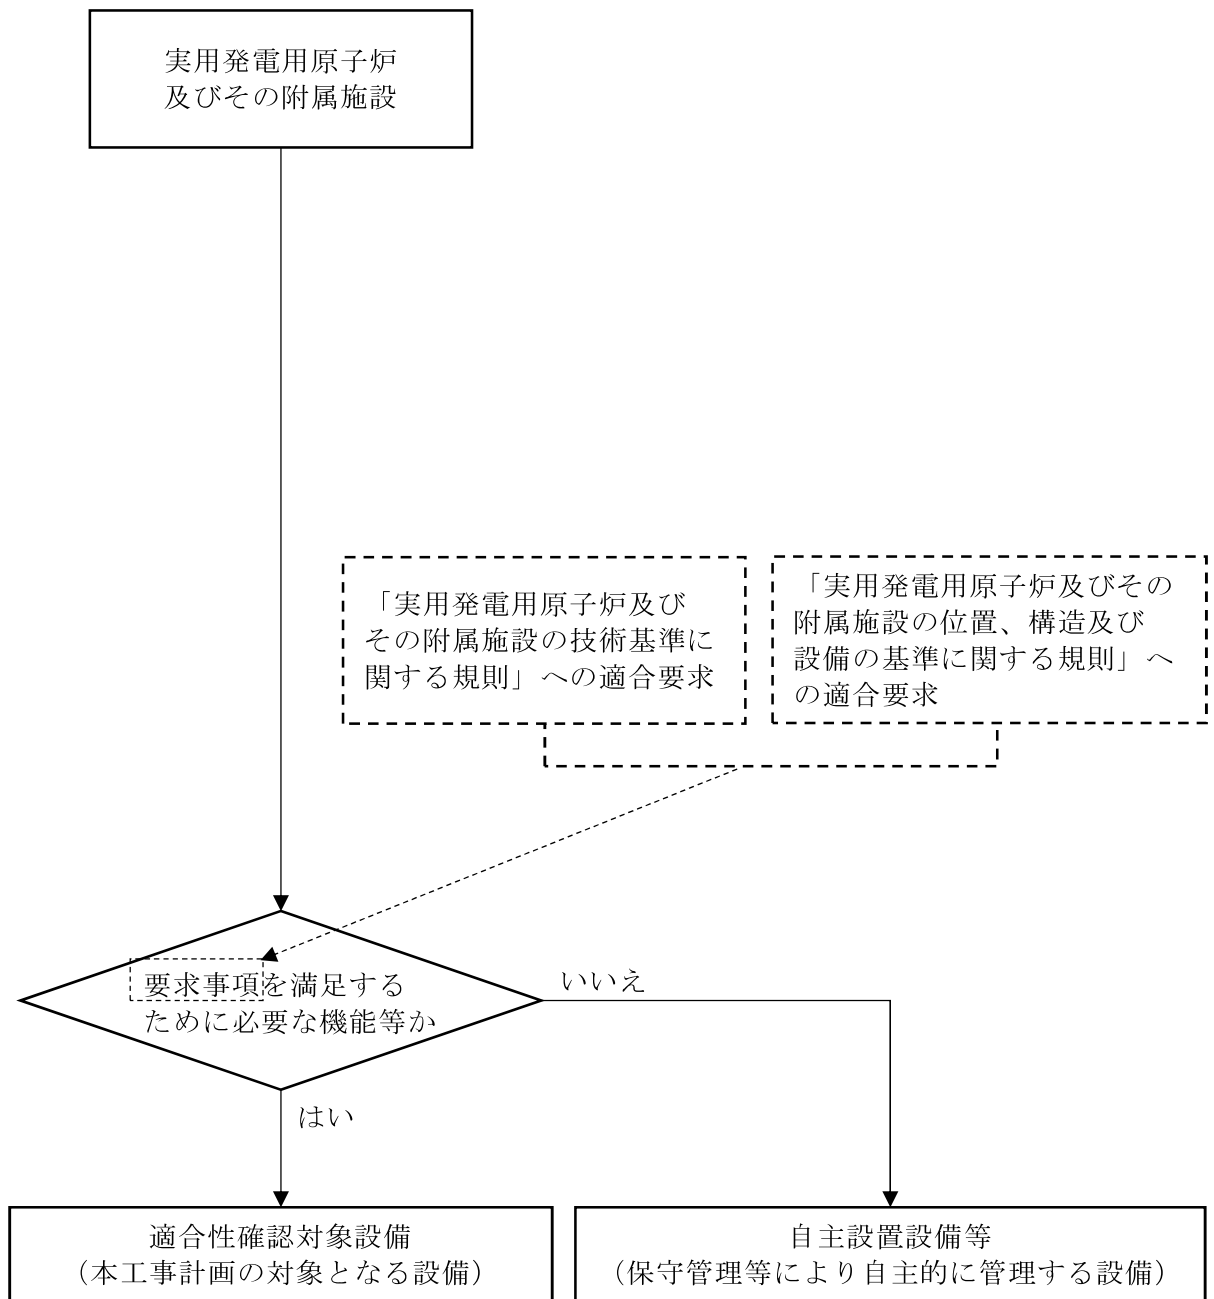 実用発電用原子炉
及びその附属施設
「実用発電用原子炉及び
その附属施設の技術基準に
関する規則」への適合要求
「実用発電用原子炉及びその
附属施設の位置、構造及び
設備の基準に関する規則」へ
の適合要求
要求事項を満足する
ために必要な機能等か
いいえ
はい
適合性確認対象設備
（本工事計画の対象となる設備）
自主設置設備等
（保守管理等により自主的に管理する設備）